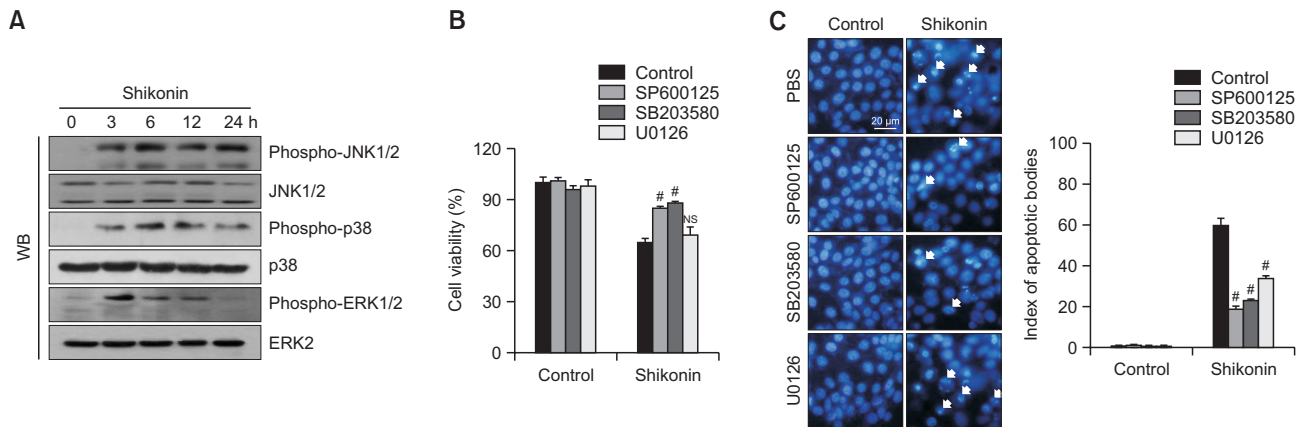 A
Shikonin
0 3 6 12 24 h
WB
Phospho-JNK1/2
JNK1/2
Phospho-p38
p38
Phospho-ERK1/2
ERK2
B
Control
SP600125
SB203580
U0126
Cell viability (%)
120
90
60
30
0
# #
NS
Control Shikonin
C
Control Shikonin
PBS
20 µm
SP600125
SB203580
U0126
Control
SP600125
SB203580
U0126
Index of apoptotic bodies
100
80
60
40
20
0
# # #
Control Shikonin